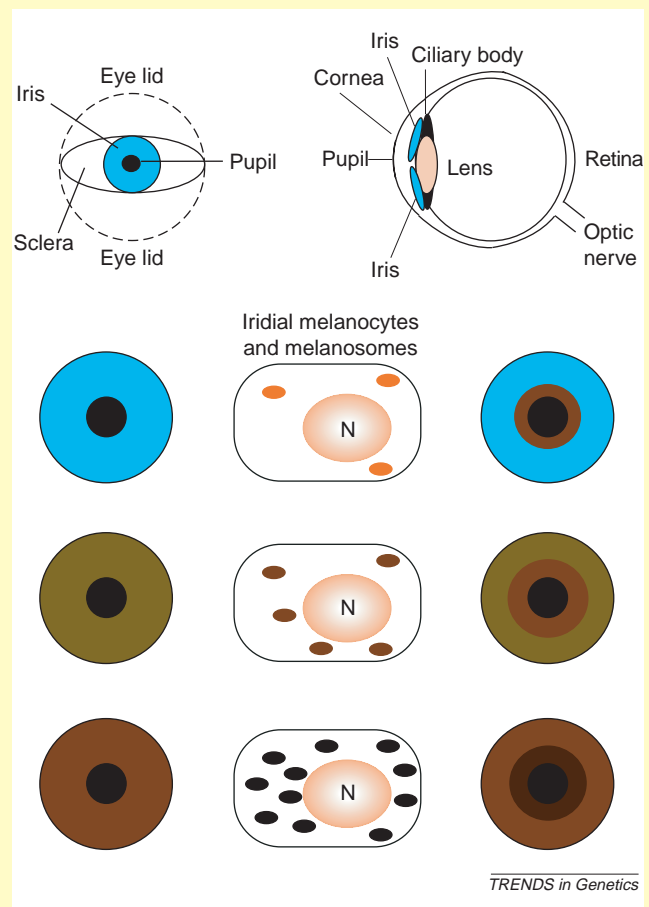 Eye lid
Iris
Pupil
Sclera
Eye lid
Iris
Ciliary body
Cornea
Pupil
Lens
Retina
Optic
nerve
Iris
Iridial melanocytes
and melanosomes
N
N
N
TRENDS in Genetics